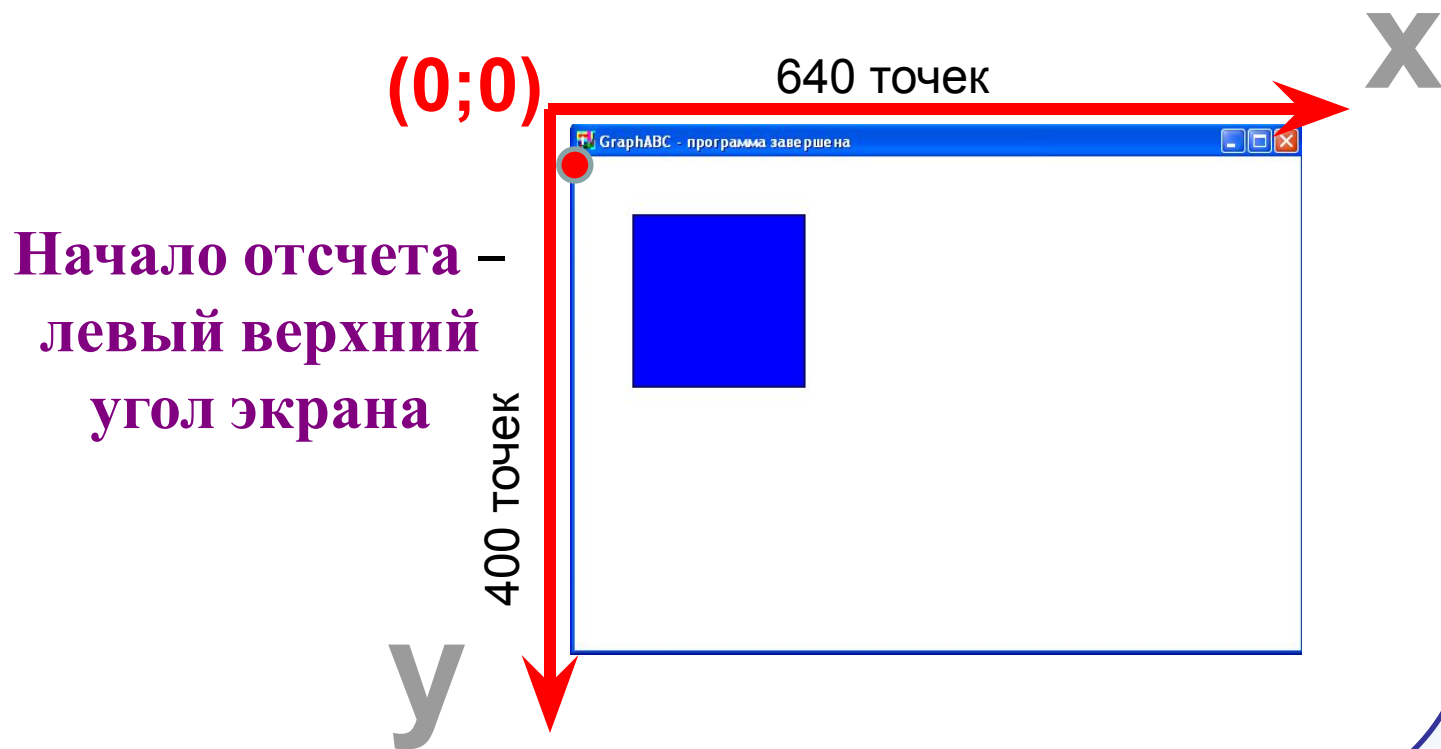 x
(0;0)
640 точек
GraphABC - программа завершена
Начало отсчета –
левый верхний
угол экрана
400 точек
y